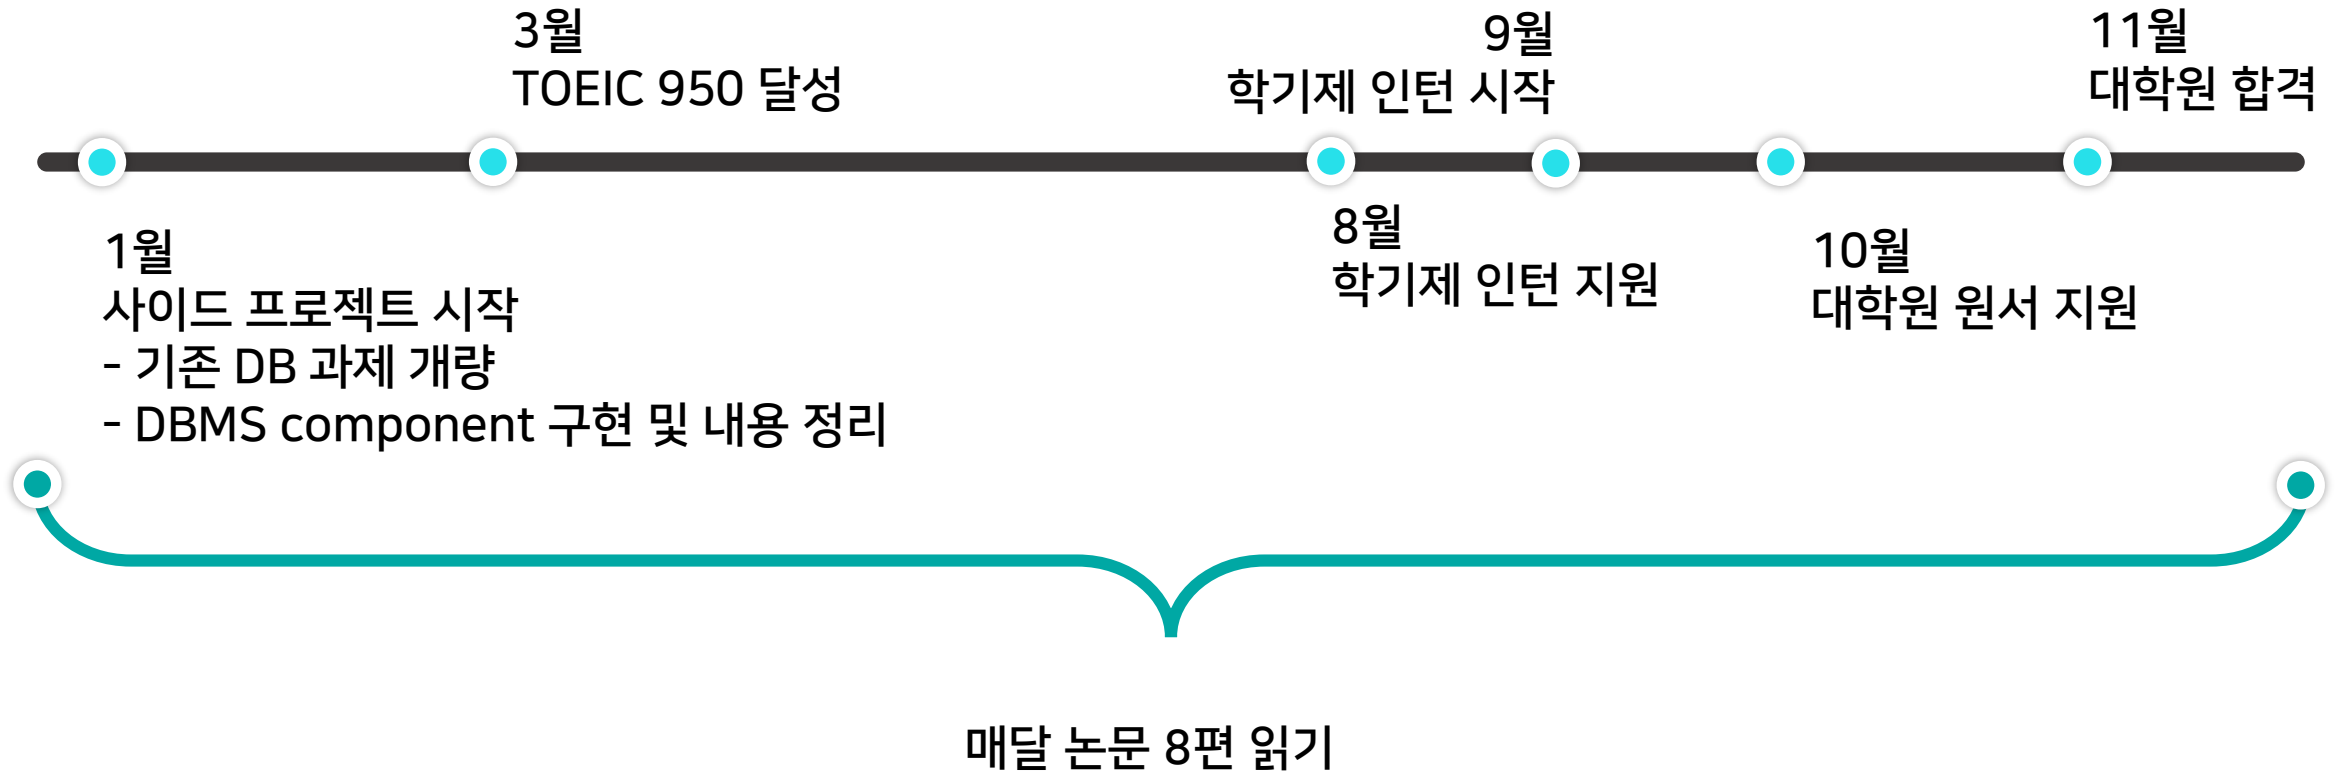 3월
TOEIC 950 달성
9월
학기제 인턴 시작
11월
대학원 합격
1월
사이드 프로젝트 시작
- 기존 DB 과제 개량
- DBMS component 구현 및 내용 정리
8월
학기제 인턴 지원
10월
대학원 원서 지원
매달 논문 8편 읽기